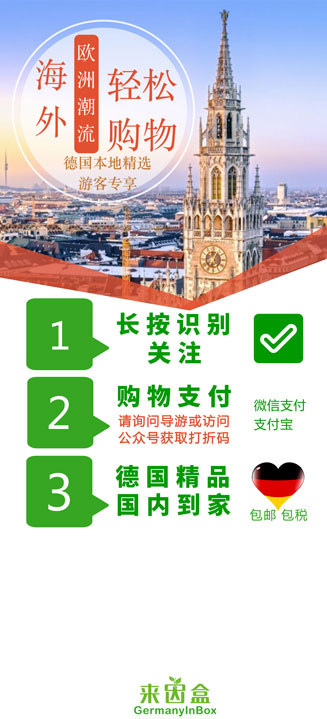 海外
欧洲潮流
轻松
购物
德国本地精选
游客专享
1
长按识别
关注
2
购物支付
请询问导游或访问
公众号获取打折码
微信支付
支付宝
3
德国精品
国内到家
包邮 包税
来因盒
GermanyInBox